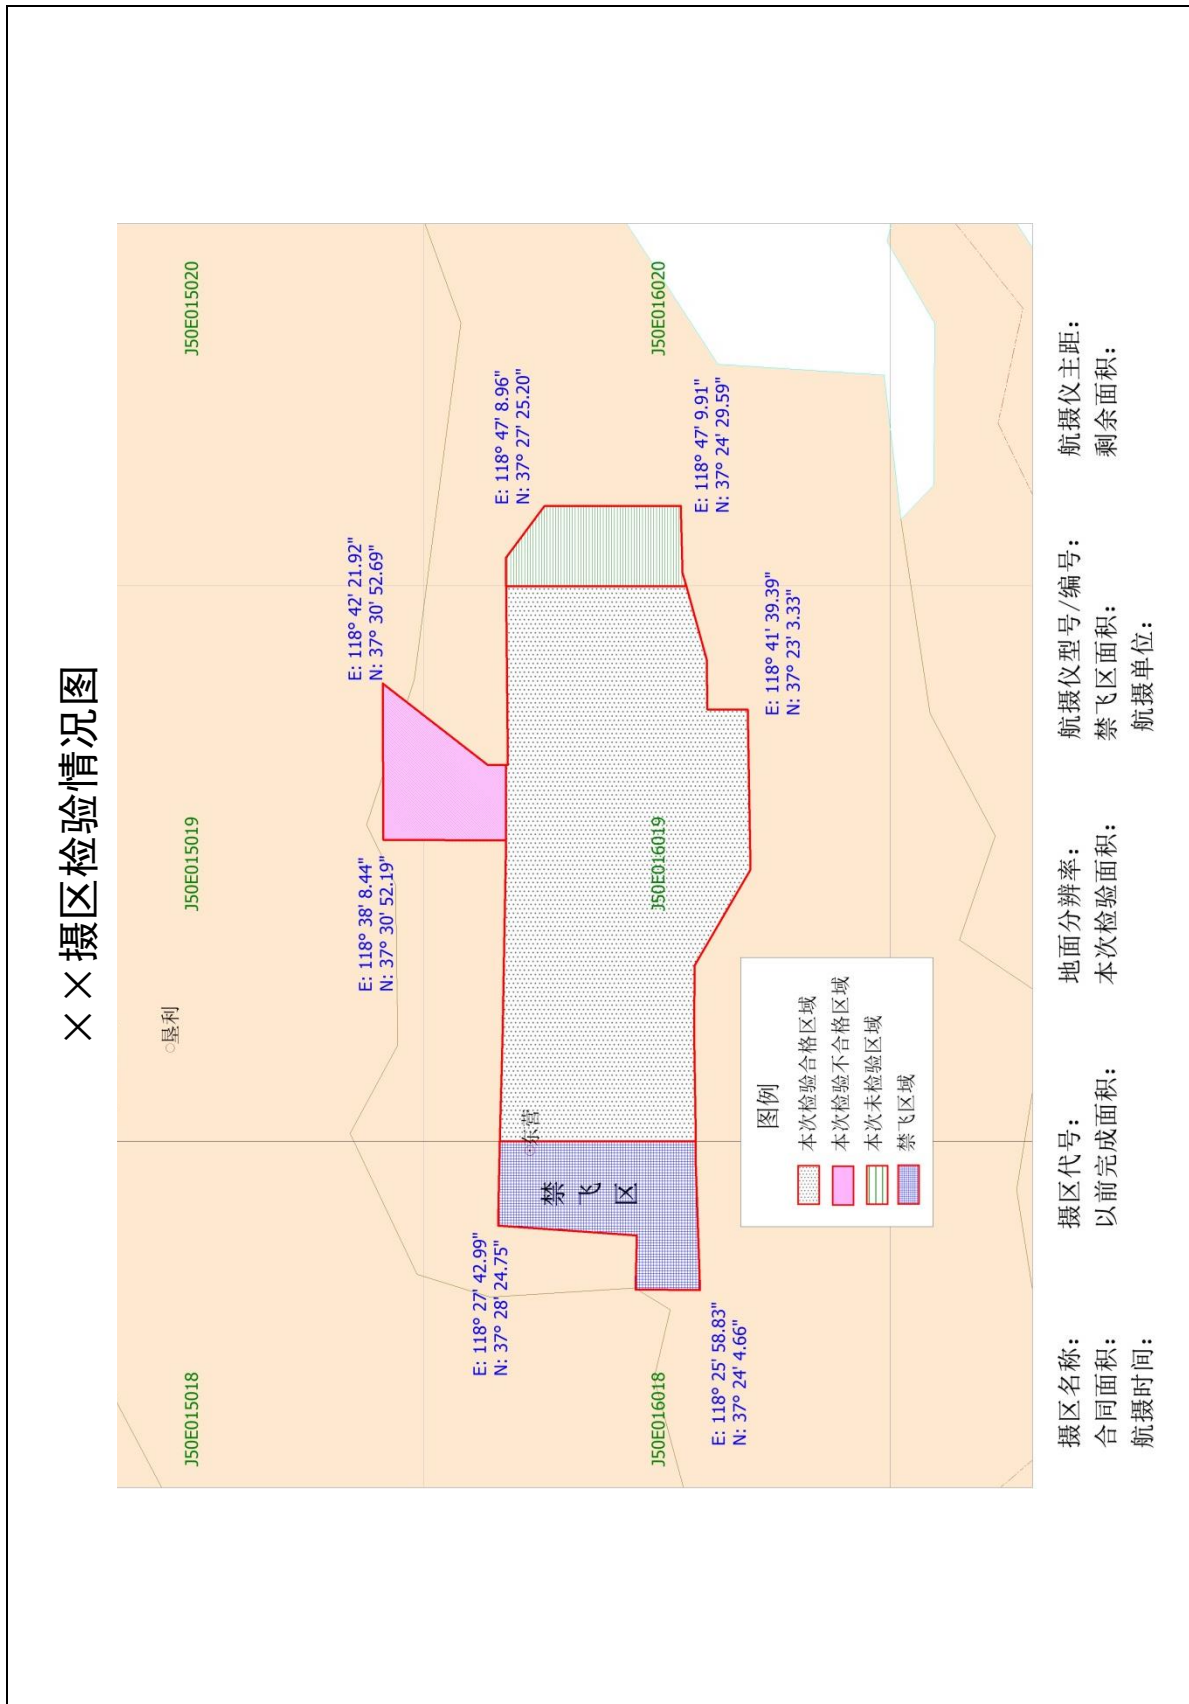 ××摄区检验情况图
J50E015018
J50E015019
J50E015020
垦利
E: 118° 38' 8.44"
N: 37° 30' 52.19"
E: 118° 42' 21.92"
N: 37° 30' 52.69"
E: 118° 27' 42.99"
N: 37° 28' 24.75"
东营
E: 118° 47' 8.96"
N: 37° 27' 25.20"
禁
飞
区
J50E016018
J50E016019
J50E016020
E: 118° 25' 58.83"
N: 37° 24' 4.66"
E: 118° 47' 9.91"
N: 37° 24' 29.59"
E: 118° 41' 39.39"
N: 37° 23' 3.33"
图例
本次检验合格区域
本次检验不合格区域
本次未检验区域
禁飞区域
摄区名称： 摄区代号： 地面分辨率： 航摄仪型号/编号： 航摄仪主距：
合同面积： 以前完成面积： 本次检验面积： 禁飞区面积： 剩余面积：
航摄时间： 航摄单位：